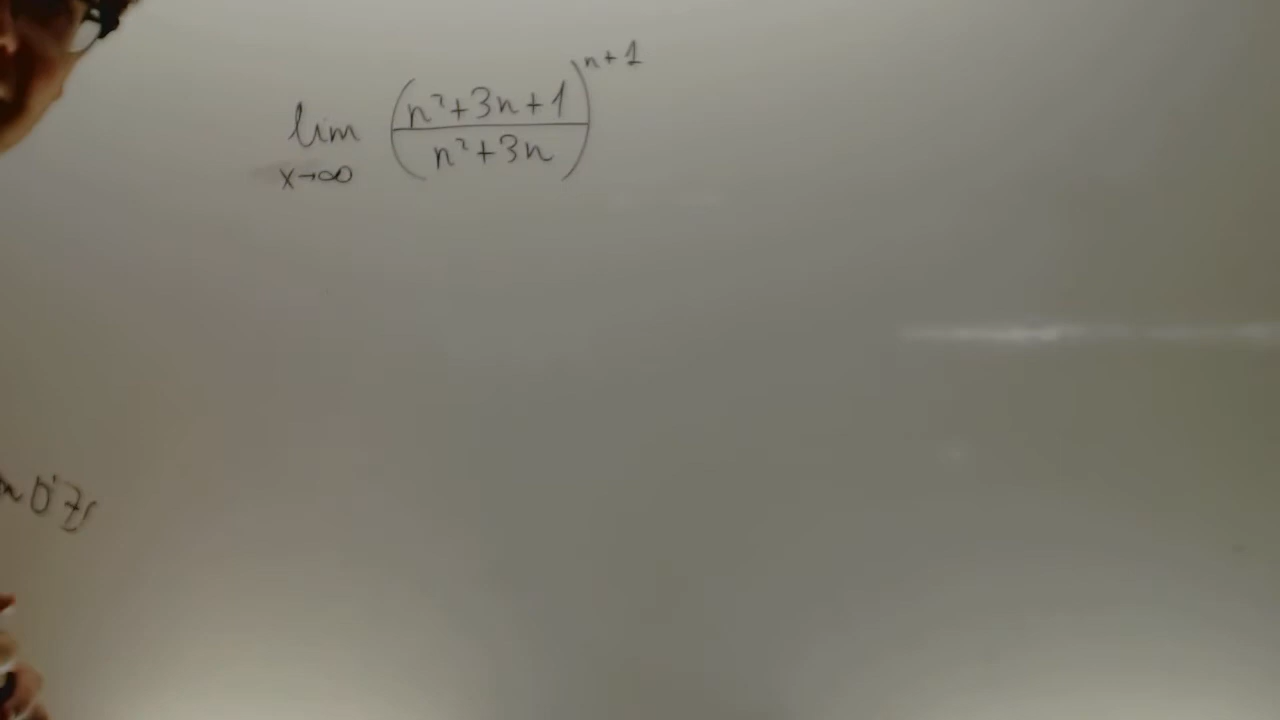 lim (n²+3n+1 / n²+3n)ⁿ⁺¹
x→∞